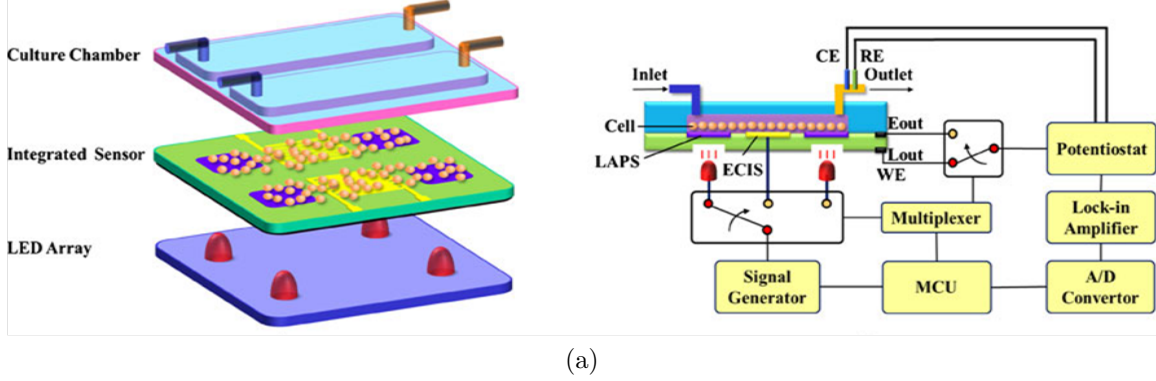 Culture Chamber
Integrated Sensor
LED Array
CE RE
Inlet
Outlet
Cell
LAPS
ECIS
Eout
Lout
WE
Potentiostat
Multiplexer
Lock-in
Amplifier
Signal
Generator
MCU
A/D
Convertor
(a)